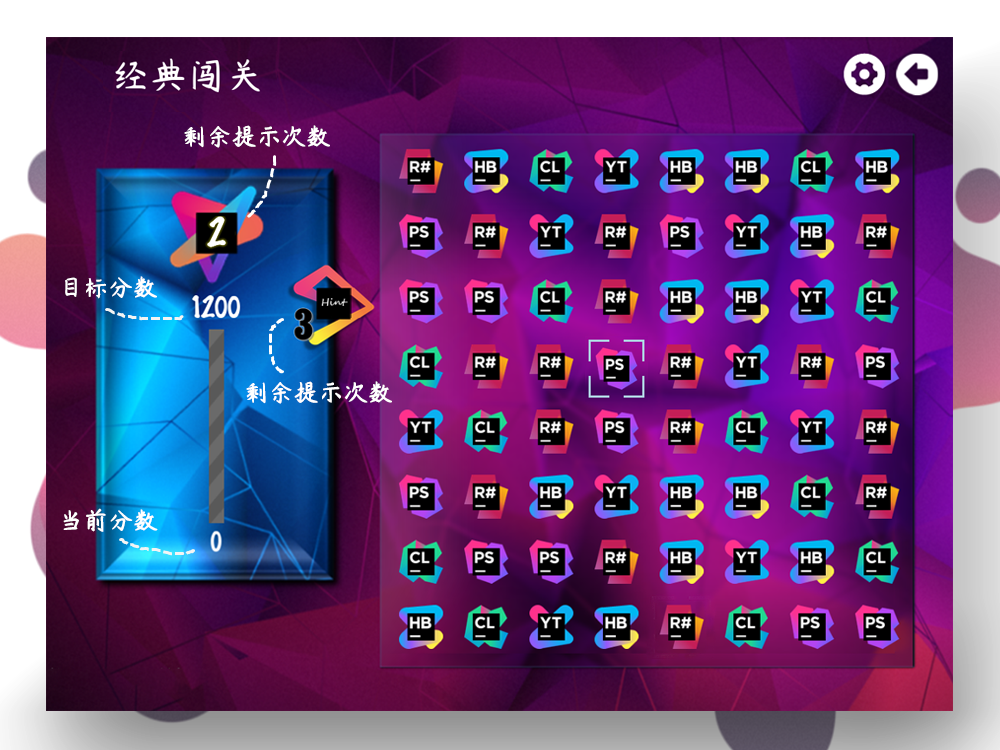 经典闯关
剩余提示次数
2
目标分数
1200
Hint
3
剩余提示次数
当前分数
0
R# HB CL YT HB HB CL HB
PS R# YT R# PS YT HB R#
PS PS CL R# HB HB YT CL
CL R# R# PS R# YT R# PS
YT CL R# PS R# CL YT R#
PS R# HB YT HB HB CL R#
CL PS PS R# HB YT HB CL
HB CL YT HB R# CL PS PS